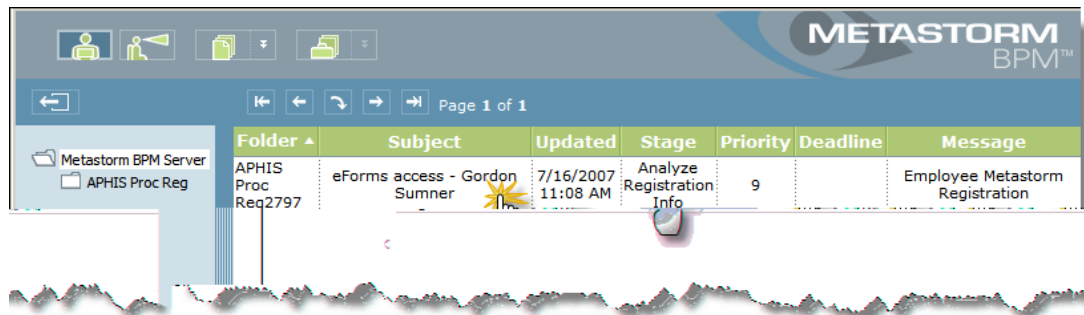 METASTORM
BPM™
Page 1 of 1
Folder Subject Updated Stage Priority Deadline Message
Metastorm BPM Server
APHIS Proc Reg
APHIS
Proc
Reg2797
eForms access - Gordon
Sumner
7/16/2007
11:08 AM
Analyze
Registration
Info
9
Employee Metastorm
Registration